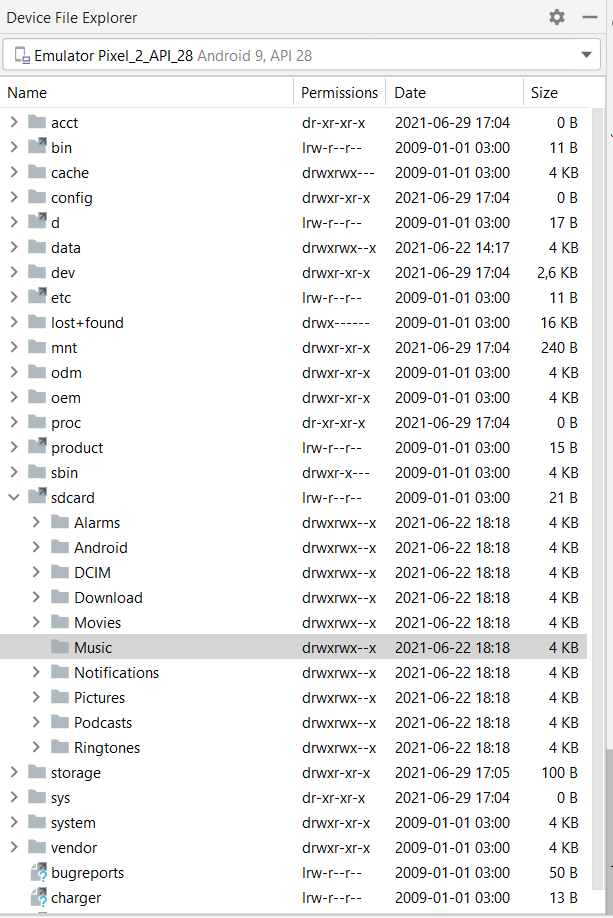 Device File Explorer
Emulator Pixel_2_API_28 Android 9, API 28
Name Permissions Date Size
acct dr-xr-xr-x 2021-06-29 17:04 0 B
bin lrw-r--r-- 2009-01-01 03:00 11 B
cache drwxrwx--- 2009-01-01 03:00 4 KB
config drwxr-xr-x 2021-06-29 17:04 0 B
d lrw-r--r-- 2009-01-01 03:00 17 B
data drwxrwx--x 2021-06-22 14:17 4 KB
dev drwxr-xr-x 2021-06-29 17:04 2,6 KB
etc lrw-r--r-- 2009-01-01 03:00 11 B
lost+found drwx------ 2009-01-01 03:00 16 KB
mnt drwxr-xr-x 2021-06-29 17:04 240 B
odm drwxr-xr-x 2009-01-01 03:00 4 KB
oem drwxr-xr-x 2009-01-01 03:00 4 KB
proc dr-xr-xr-x 2021-06-29 17:04 0 B
product lrw-r--r-- 2009-01-01 03:00 15 B
sbin drwxr-x--- 2009-01-01 03:00 4 KB
sdcard lrw-r--r-- 2009-01-01 03:00 21 B
Alarms drwxrwx--x 2021-06-22 18:18 4 KB
Android drwxrwx--x 2021-06-22 18:18 4 KB
DCIM drwxrwx--x 2021-06-22 18:18 4 KB
Download drwxrwx--x 2021-06-22 18:18 4 KB
Movies drwxrwx--x 2021-06-22 18:18 4 KB
Music drwxrwx--x 2021-06-22 18:18 4 KB
Notifications drwxrwx--x 2021-06-22 18:18 4 KB
Pictures drwxrwx--x 2021-06-22 18:18 4 KB
Podcasts drwxrwx--x 2021-06-22 18:18 4 KB
Ringtones drwxrwx--x 2021-06-22 18:18 4 KB
storage drwxr-xr-x 2021-06-29 17:05 100 B
sys dr-xr-xr-x 2021-06-29 17:04 0 B
system drwxr-xr-x 2009-01-01 03:00 4 KB
vendor drwxr-xr-x 2009-01-01 03:00 4 KB
bugreports lrw-r--r-- 2009-01-01 03:00 50 B
charger lrw-r--r-- 2009-01-01 03:00 13 B